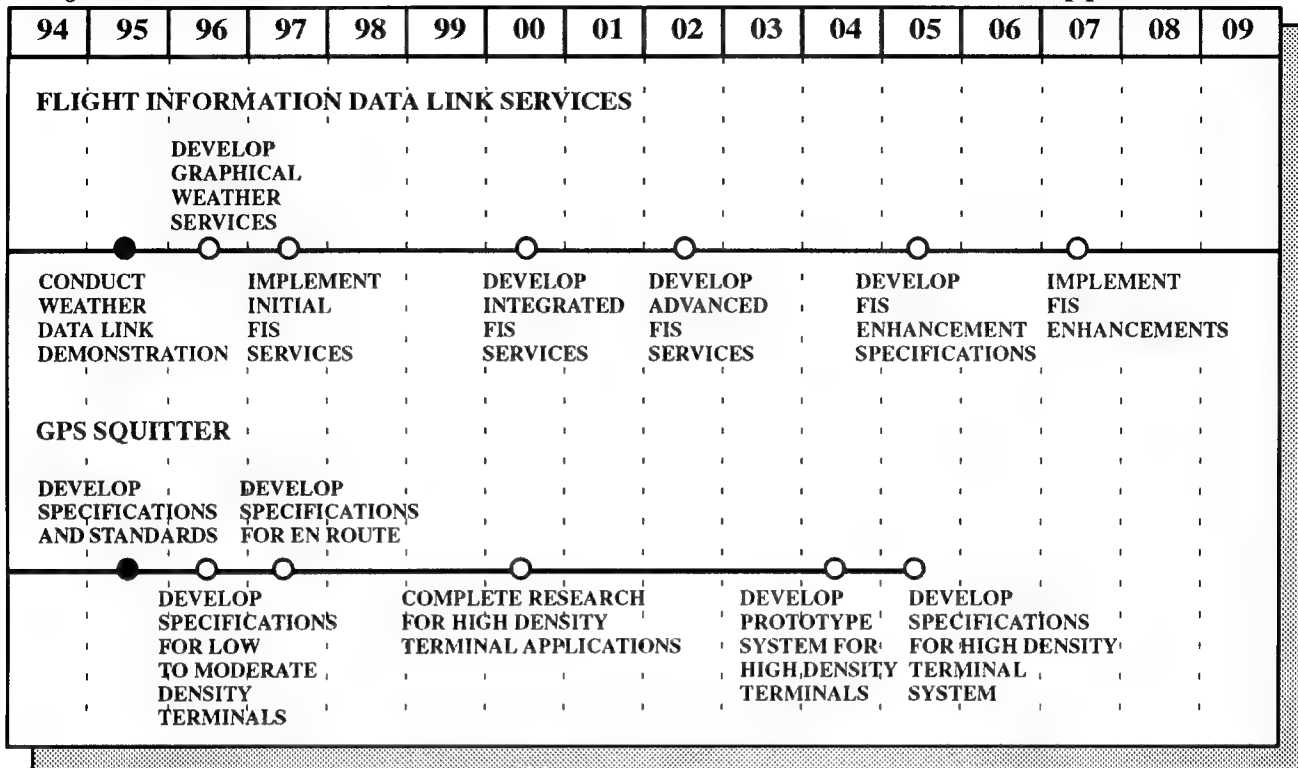 94 95 96 97 98 99 00 01 02 03 04 05 06 07 08 09
FLIGHT INFORMATION DATA LINK SERVICES
DEVELOP
GRAPHICAL
WEATHER
SERVICES
CONDUCT
WEATHER
DATA LINK
DEMONSTRATION
IMPLEMENT
INITIAL
FIS
SERVICES
DEVELOP
INTEGRATED
FIS
SERVICES
DEVELOP
ADVANCED
FIS
SERVICES
DEVELOP
FIS
ENHANCEMENT
SPECIFICATIONS
IMPLEMENT
FIS
ENHANCEMENTS
GPS SQUITTER
DEVELOP
SPECIFICATIONS
AND STANDARDS
DEVELOP
SPECIFICATIONS
FOR EN ROUTE
DEVELOP
SPECIFICATIONS
FOR LOW
TO MODERATE
DENSITY
TERMINALS
COMPLETE RESEARCH
FOR HIGH DENSITY
TERMINAL APPLICATIONS
DEVELOP
PROTOTYPE
SYSTEM FOR
HIGH DENSITY
TERMINALS
DEVELOP
SPECIFICATIONS
FOR HIGH DENSITY
TERMINAL
SYSTEM